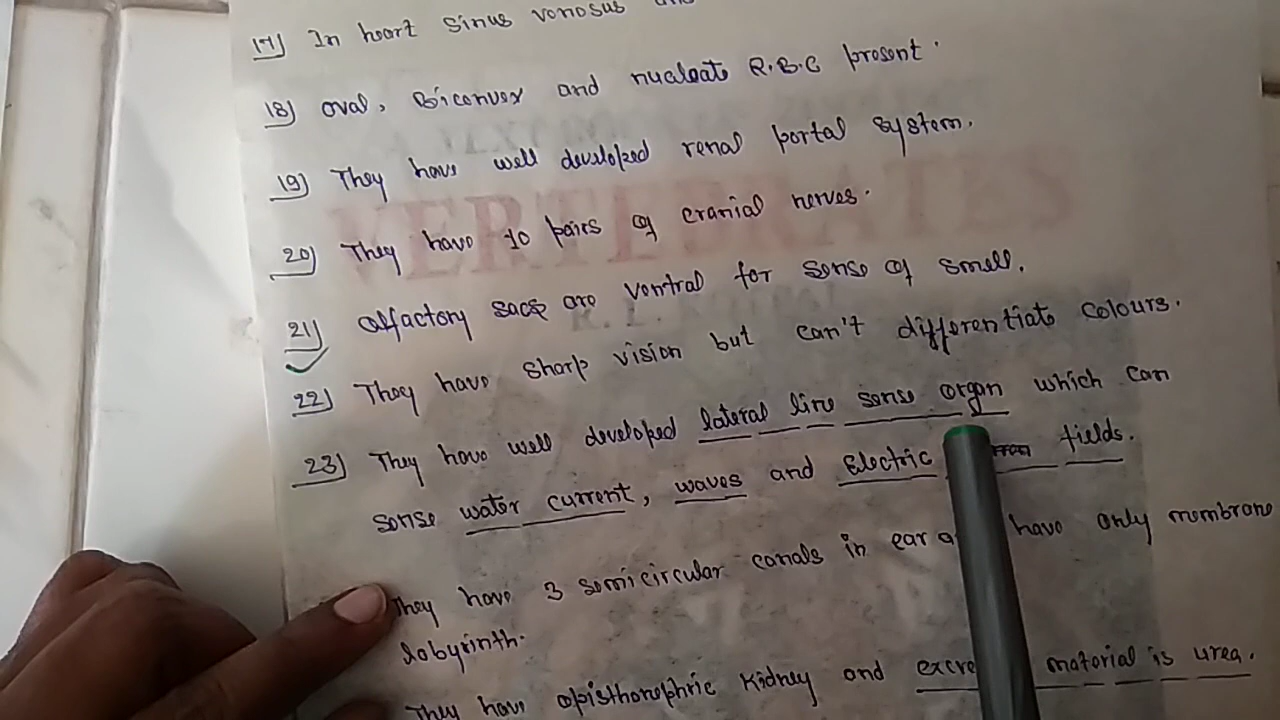 17) In heart sinus venosus
18) Oval, Biconvex and nucleate R.B.C present.
19) They have well developed renal portal system.
20) They have 10 pairs of cranial nerves.
21) Olfactory sacs are ventral for sense of smell.
22) They have sharp vision but can't differentiate colours.
23) They have well developed lateral line sense organ which can
sense water current, waves and Electric fields.
They have 3 semicircular canals in ear have only membrane
labyrinth.
They have opisthonephric kidney and material is urea.
VERTEBRATES